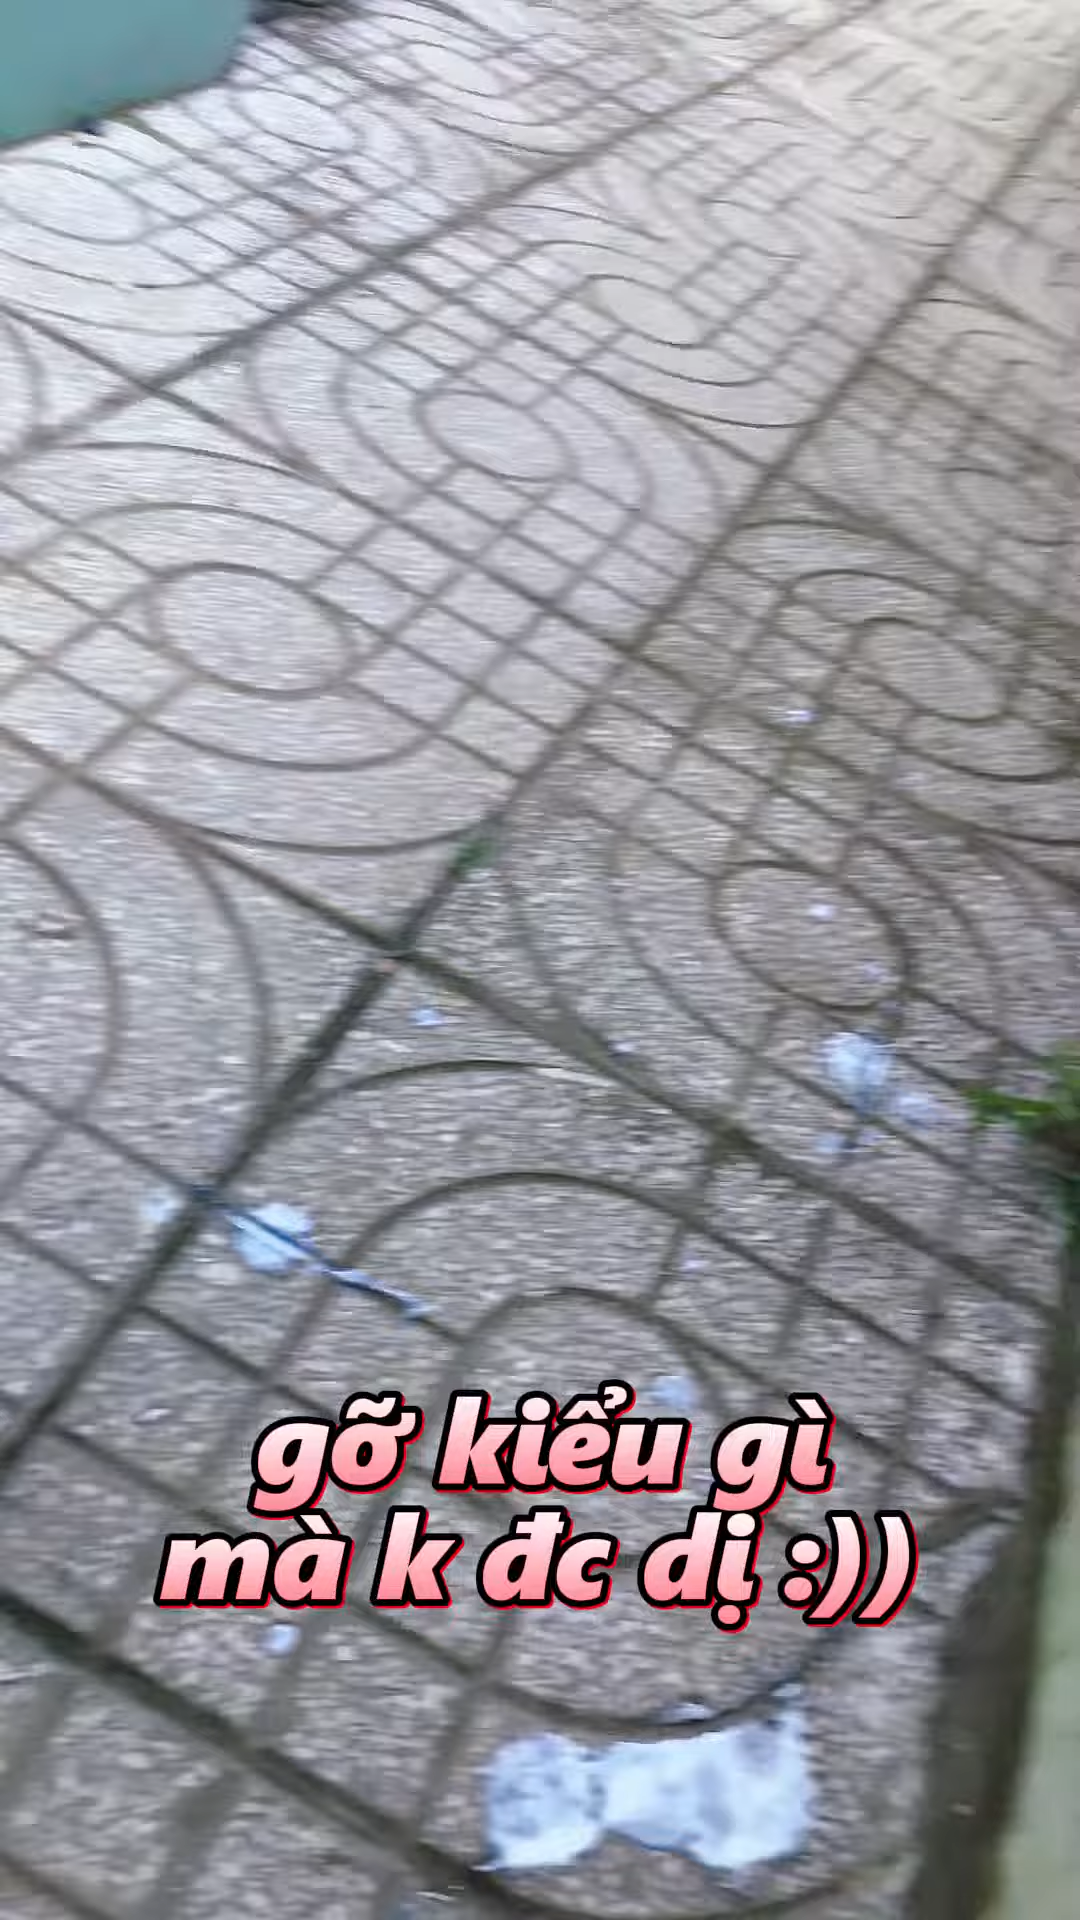 gỡ kiểu gì
mà k đc dị :))